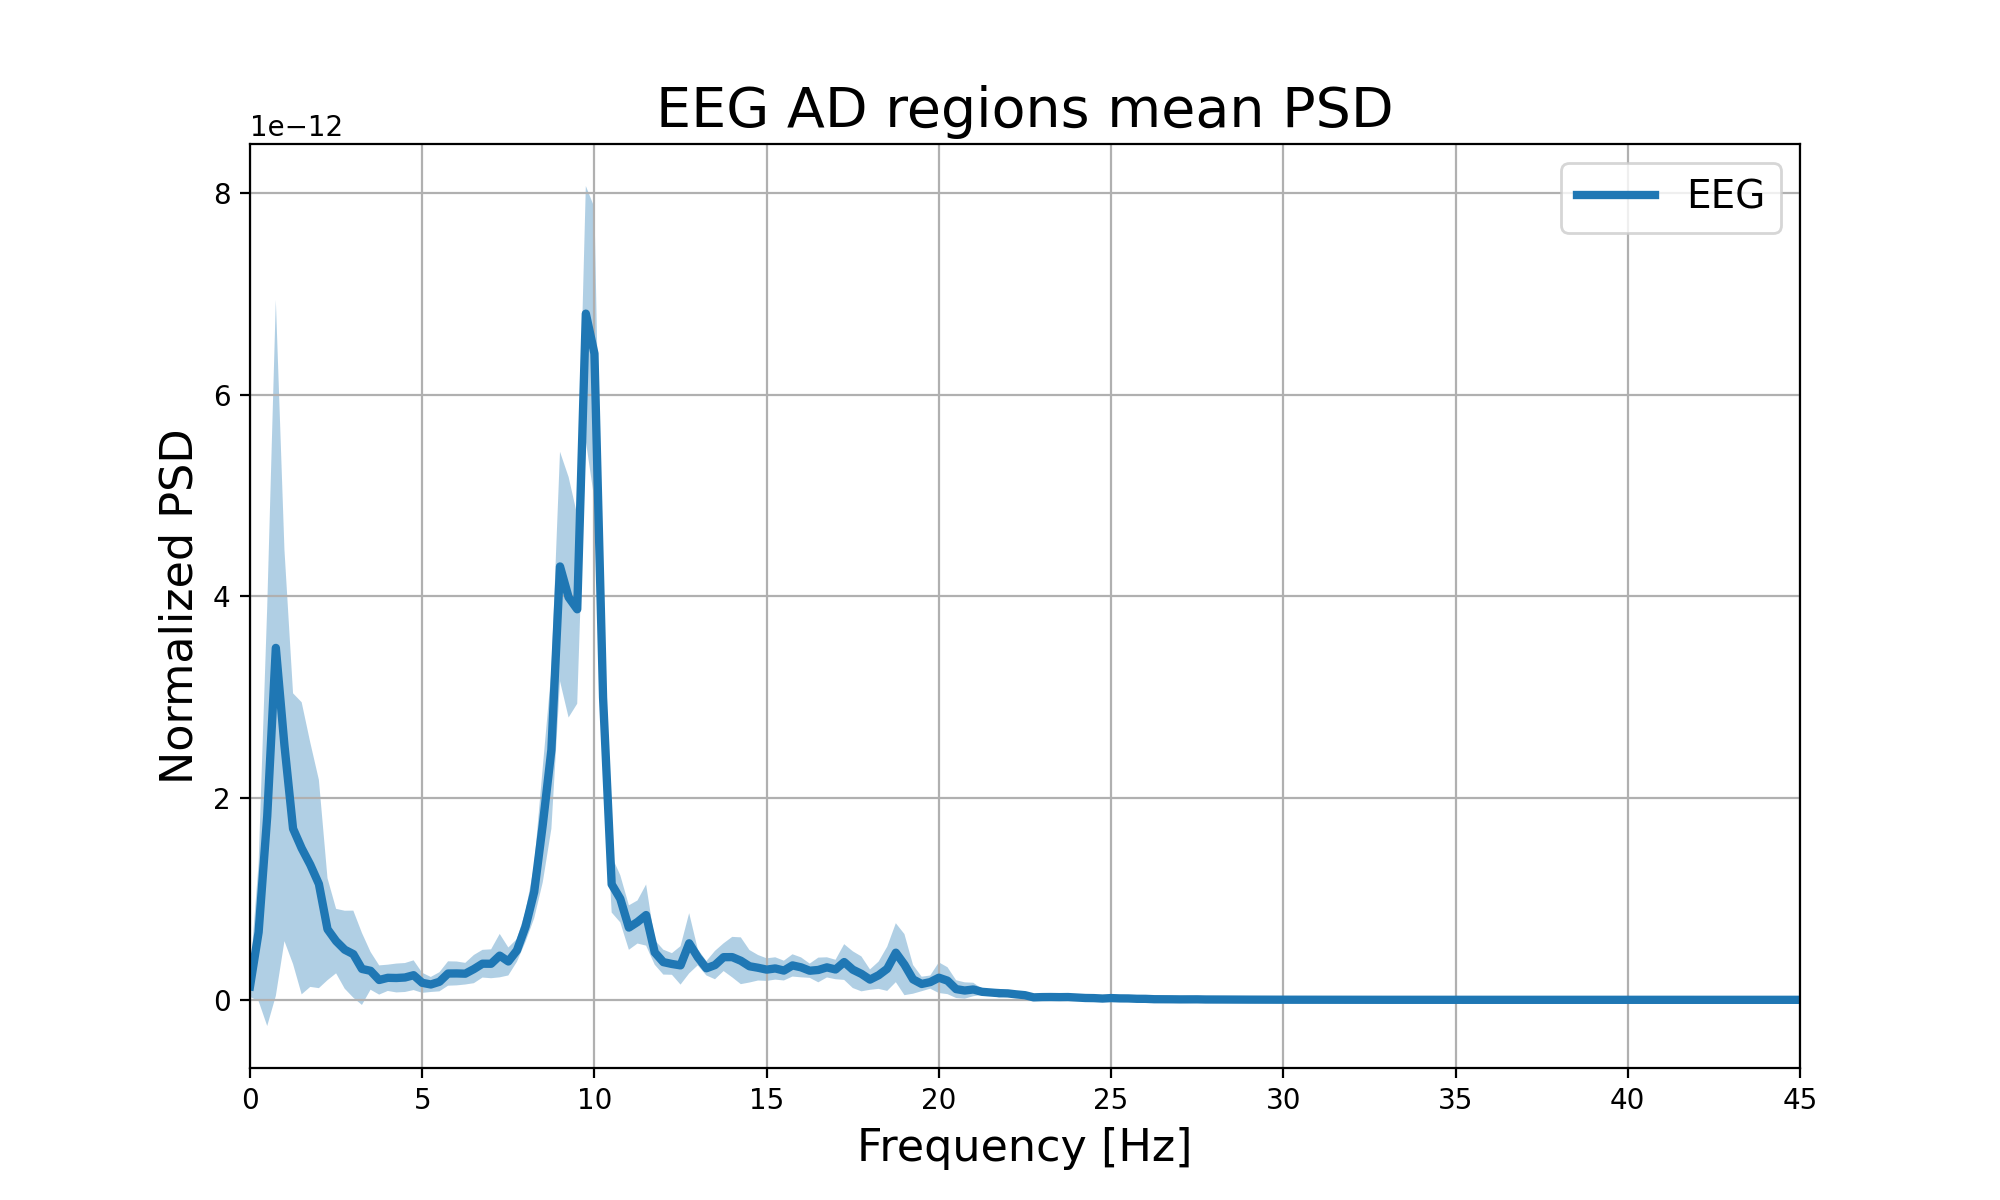 EEG AD regions mean PSD
1e−12
EEG
8
6
4
2
0
Normalized PSD
0 5 10 15 20 25 30 35 40 45
Frequency [Hz]